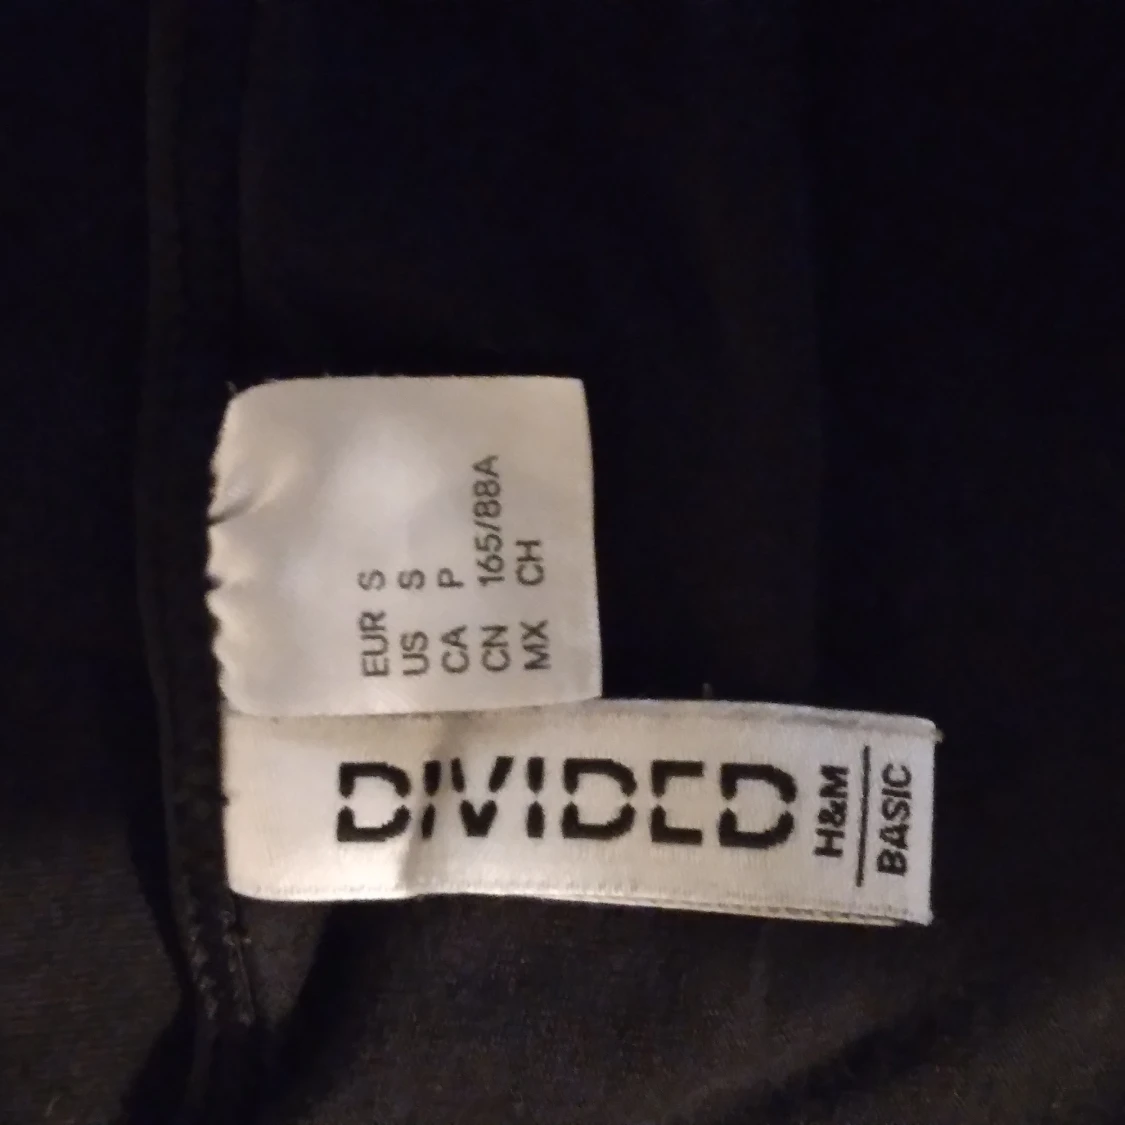 EUR S
US S
CA P
CN 165/88A
MX CH
DIVIDED
H&M
BASIC